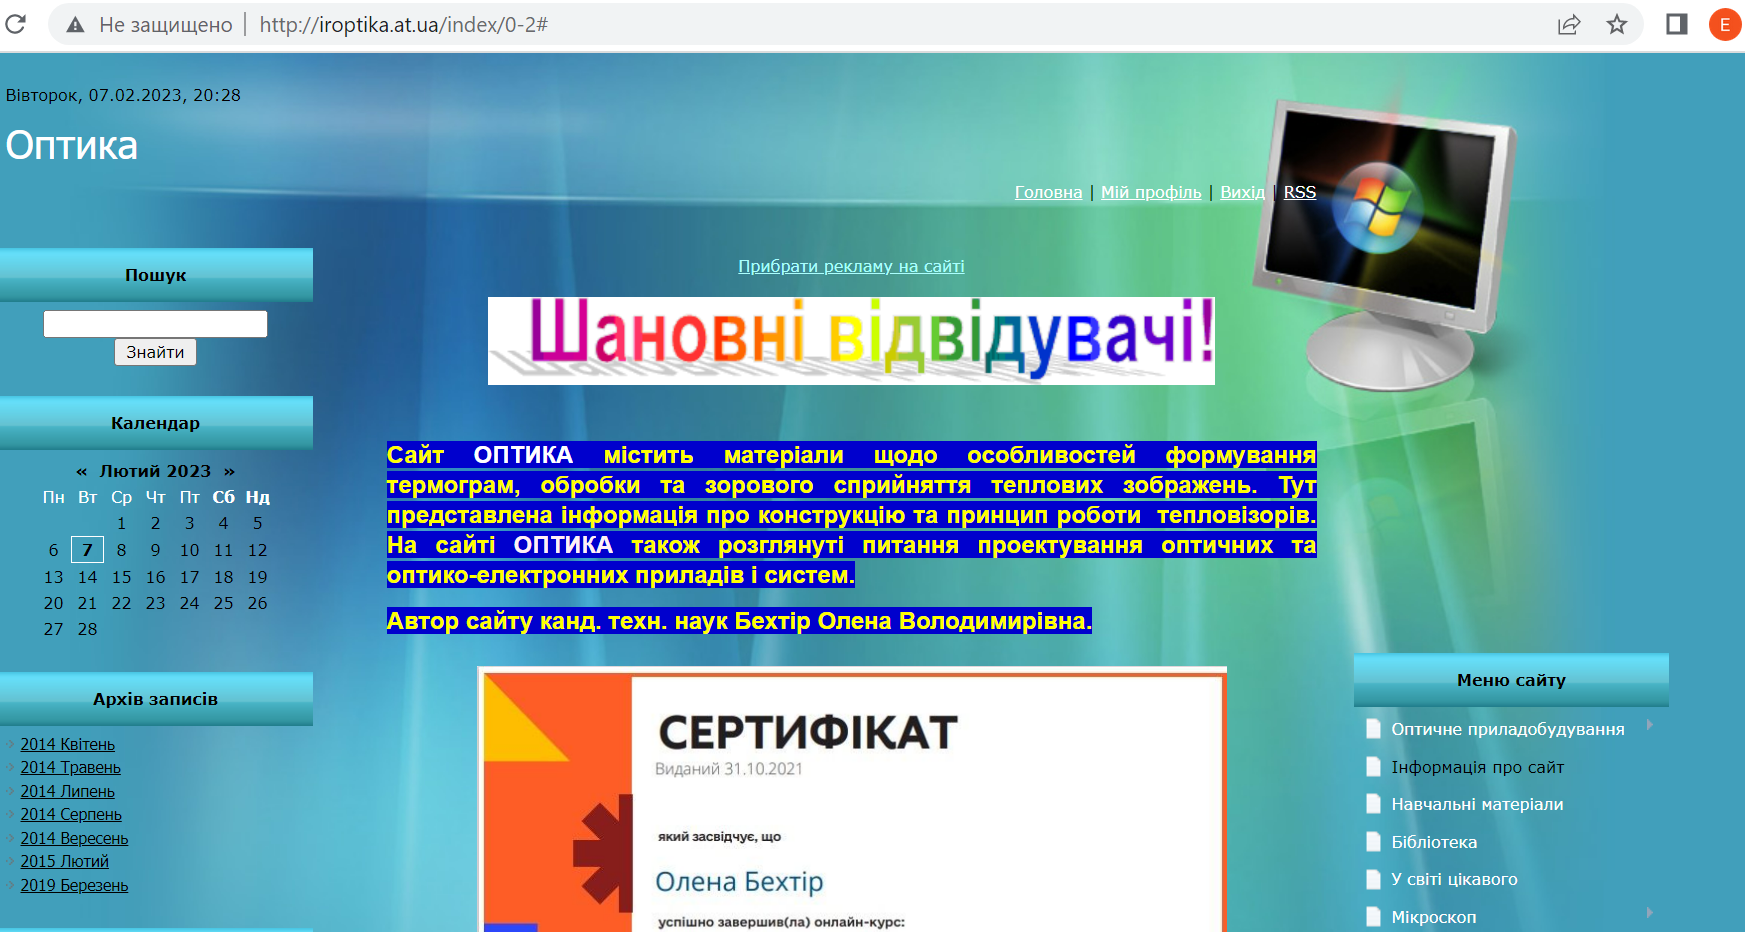 Не защищено | http://iroptika.at.ua/index/0-2#
E
Вівторок, 07.02.2023, 20:28
Оптика
Головна | Мій профіль | Вихід | RSS
Пошук
Знайти
Календар
« Лютий 2023 »
Пн Вт Ср Чт Пт Сб Нд
1 2 3 4 5
6 7 8 9 10 11 12
13 14 15 16 17 18 19
20 21 22 23 24 25 26
27 28
Архів записів
2014 Квітень
2014 Травень
2014 Липень
2014 Серпень
2014 Вересень
2015 Лютий
2019 Березень
Прибрати рекламу на сайті
Шановні відвідувачі!
Сайт ОПТИКА містить матеріали щодо особливостей формування
термограм, обробки та зорового сприйняття теплових зображень. Тут
представлена інформація про конструкцію та принцип роботи тепловізорів.
На сайті ОПТИКА також розглянуті питання проектування оптичних та
оптико-електронних приладів і систем.
Автор сайту канд. техн. наук Бехтір Олена Володимирівна.
СЕРТИФІКАТ
Виданий 31.10.2021
який засвідчує, що
Олена Бехтір
успішно завершив(ла) онлайн-курс:
Меню сайту
Оптичне приладобудування
Інформація про сайт
Навчальні матеріали
Бібліотека
У світі цікавого
Мікроскоп